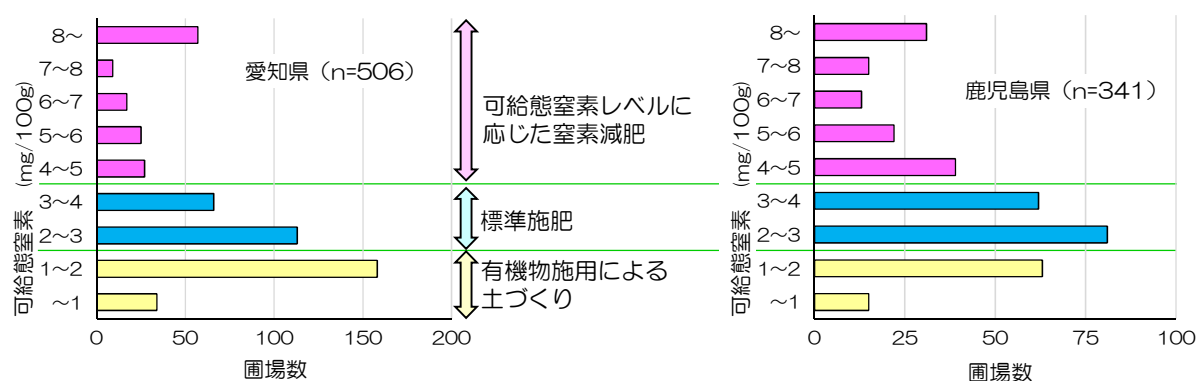 可給態窒素 (mg/100g)
8～
7～8
6～7
5～6
4～5
3～4
2～3
1～2
～1
0 50 100 150 200
圃場数
愛知県（n=506）
可給態窒素レベルに
応じた窒素減肥
標準施肥
有機物施用による
土づくり
可給態窒素 (mg/100g)
8～
7～8
6～7
5～6
4～5
3～4
2～3
1～2
～1
0 25 50 75 100
圃場数
鹿児島県（n=341）